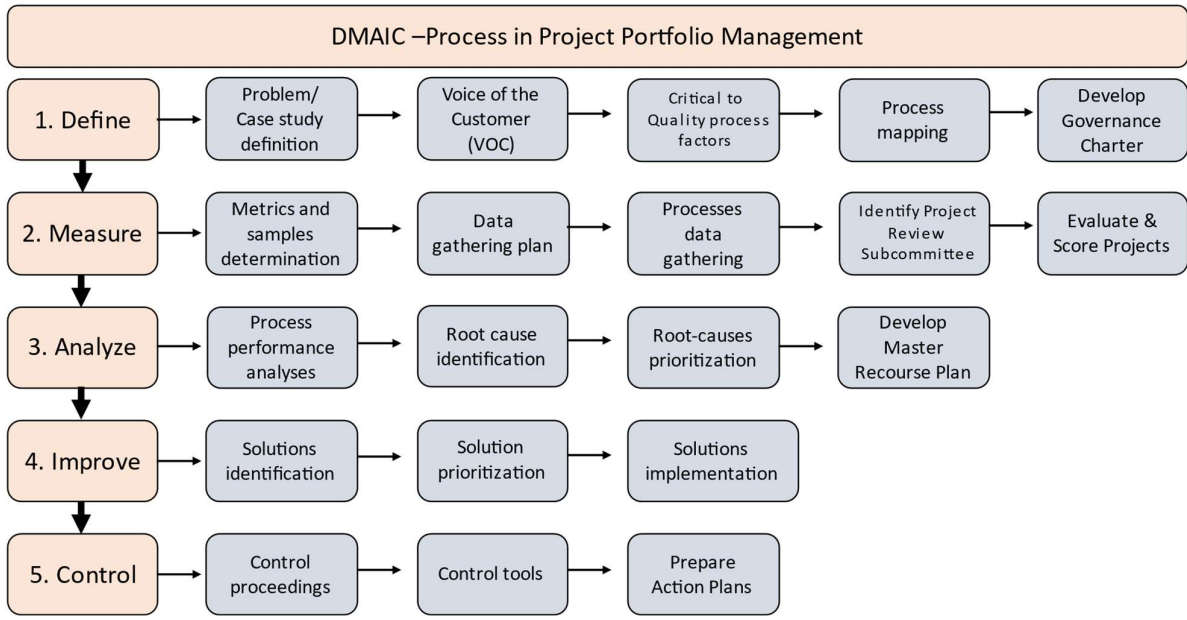 DMAIC –Process in Project Portfolio Management
1. Define
Problem/
Case study
definition
Voice of the
Customer
(VOC)
Critical to
Quality process
factors
Process
mapping
Develop
Governance
Charter
2. Measure
Metrics and
samples
determination
Data
gathering plan
Processes
data
gathering
Identify Project
Review
Subcommittee
Evaluate &
Score Projects
3. Analyze
Process
performance
analyses
Root cause
identification
Root-causes
prioritization
Develop
Master
Recourse Plan
4. Improve
Solutions
identification
Solution
prioritization
Solutions
implementation
5. Control
Control
proceedings
Control tools
Prepare
Action Plans